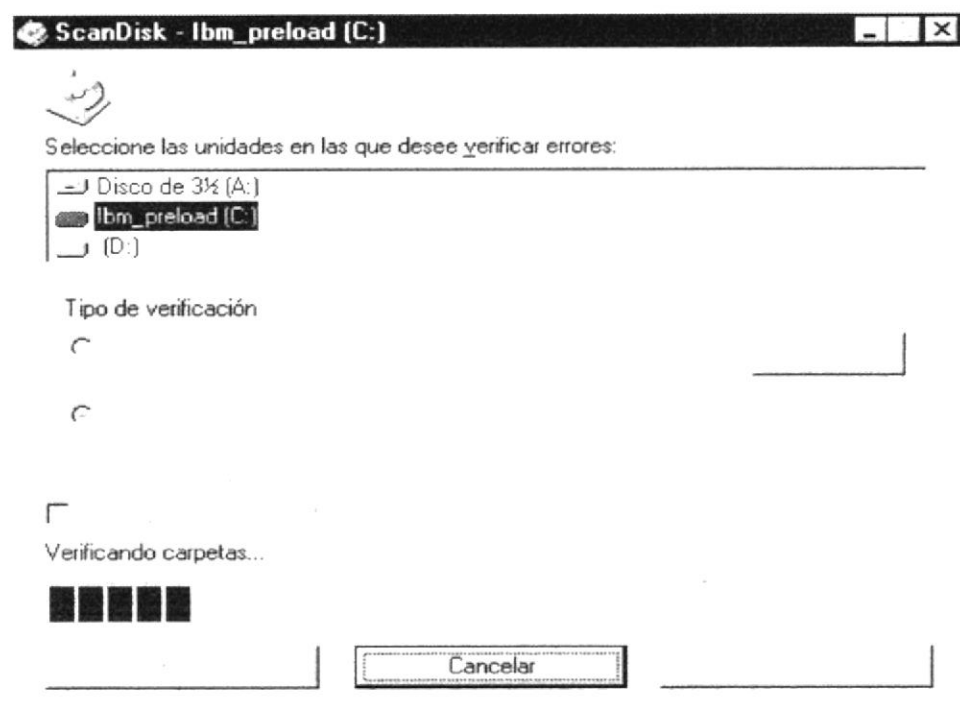 ScanDisk - Ibm_preload (C:)
Seleccione las unidades en las que desee verificar errores:
Disco de 3½ (A:)
Ibm_preload (C:)
(D:)
Tipo de verificación
Verificando carpetas...
Cancelar